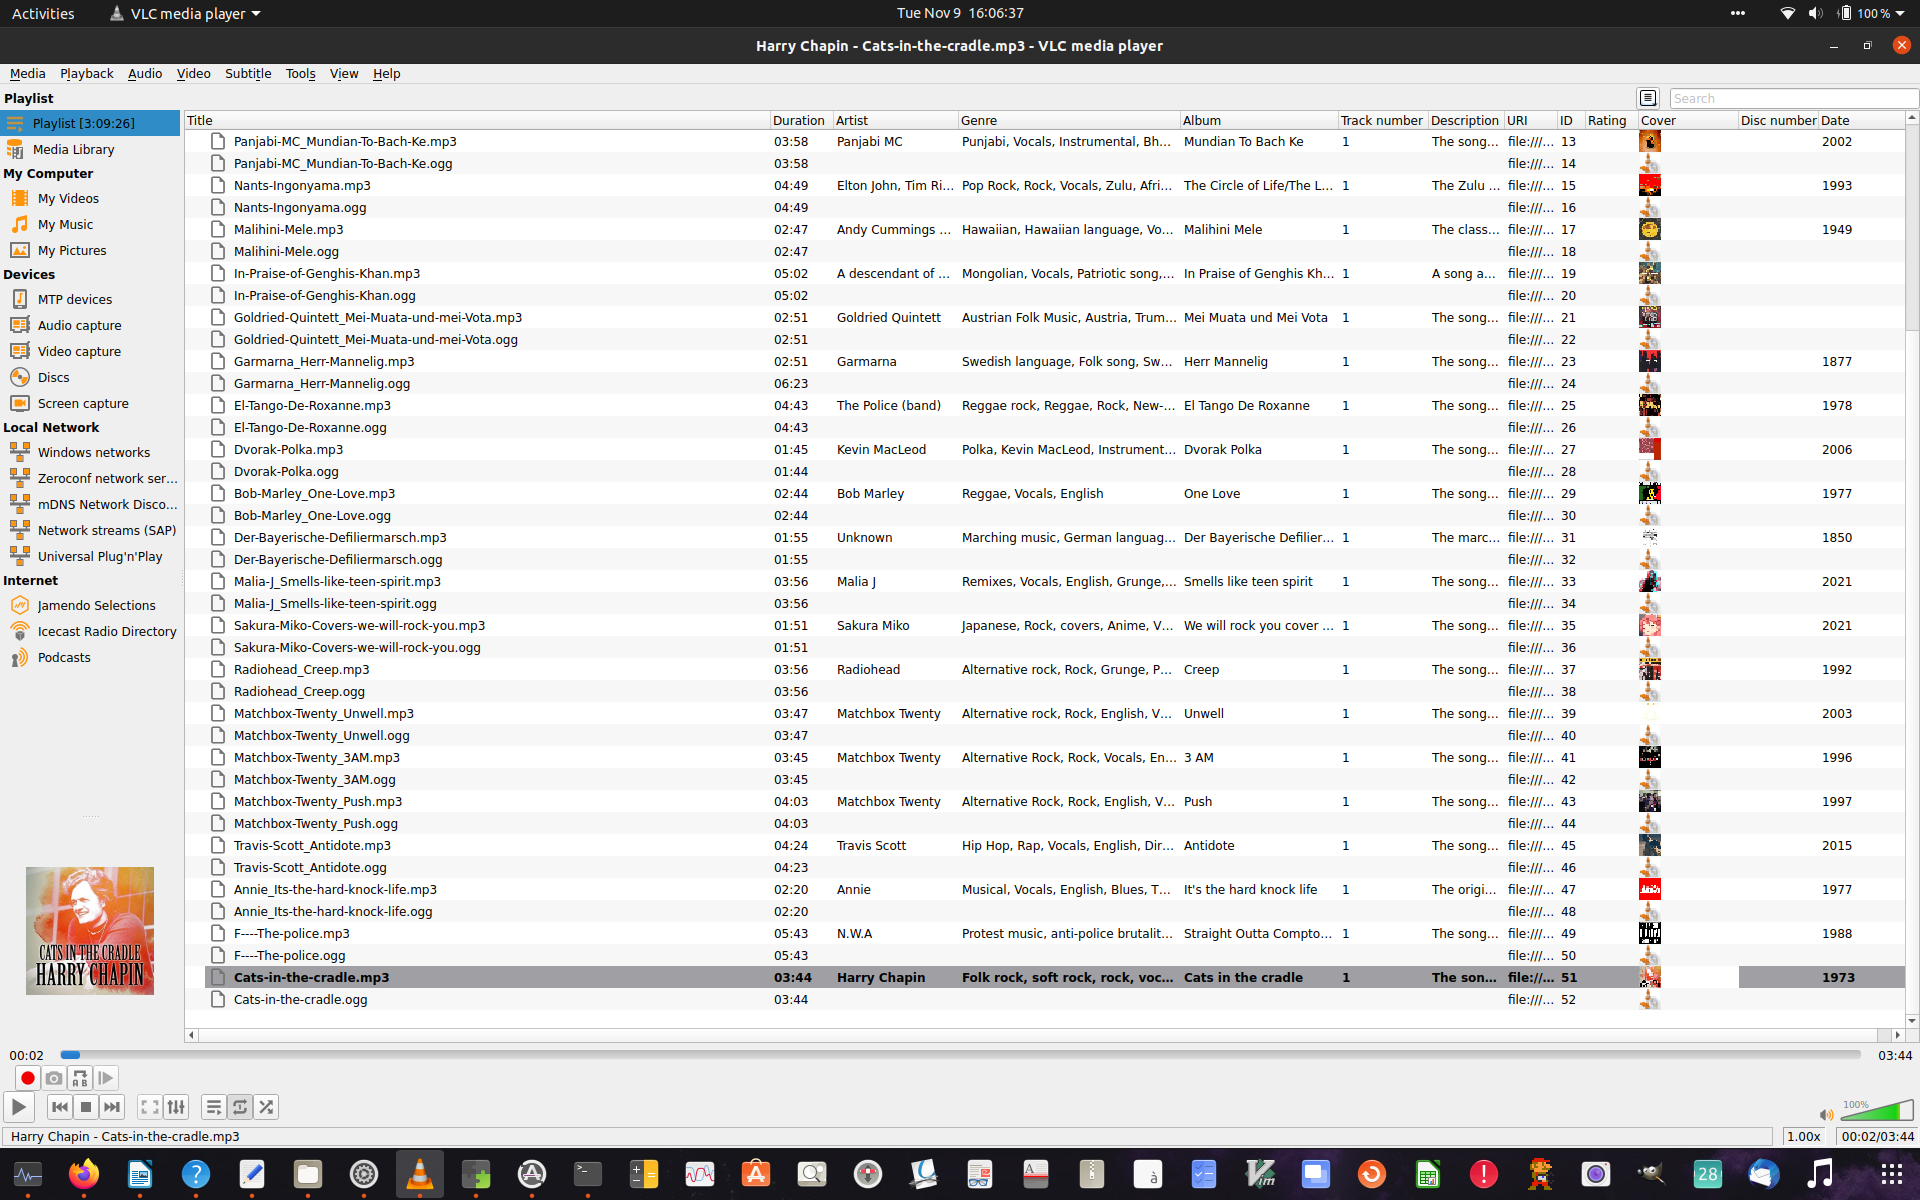 Activities VLC media player Tue Nov 9 16:06:37 100 %
Harry Chapin - Cats-in-the-cradle.mp3 - VLC media player
Media Playback Audio Video Subtitle Tools View Help
Playlist
Search
Playlist [3:09:26]
Media Library
My Computer
My Videos
My Music
My Pictures
Devices
MTP devices
Audio capture
Video capture
Discs
Screen capture
Local Network
Windows networks
Zeroconf network ser...
mDNS Network Disco...
Network streams (SAP)
Universal Plug'n'Play
Internet
Jamendo Selections
Icecast Radio Directory
Podcasts
CATS IN THE CRADLE
HARRY CHAPIN
Title Duration Artist Genre Album Track number Description URI ID Rating Cover Disc number Date
Panjabi-MC_Mundian-To-Bach-Ke.mp3 03:58 Panjabi MC Punjabi, Vocals, Instrumental, Bh... Mundian To Bach Ke 1 The song... file:///... 13 2002
Panjabi-MC_Mundian-To-Bach-Ke.ogg 03:58 file:///... 14
Nants-Ingonyama.mp3 04:49 Elton John, Tim Ri... Pop Rock, Rock, Vocals, Zulu, Afri... The Circle of Life/The L... 1 The Zulu ... file:///... 15 1993
Nants-Ingonyama.ogg 04:49 file:///... 16
Malihini-Mele.mp3 02:47 Andy Cummings ... Hawaiian, Hawaiian language, Vo... Malihini Mele 1 The class... file:///... 17 1949
Malihini-Mele.ogg 02:47 file:///... 18
In-Praise-of-Genghis-Khan.mp3 05:02 A descendant of ... Mongolian, Vocals, Patriotic song,... In Praise of Genghis Kh... 1 A song a... file:///... 19
In-Praise-of-Genghis-Khan.ogg 05:02 file:///... 20
Goldried-Quintett_Mei-Muata-und-mei-Vota.mp3 02:51 Goldried Quintett Austrian Folk Music, Austria, Trum... Mei Muata und Mei Vota 1 The song... file:///... 21
Goldried-Quintett_Mei-Muata-und-mei-Vota.ogg 02:51 file:///... 22
Garmarna_Herr-Mannelig.mp3 02:51 Garmarna Swedish language, Folk song, Sw... Herr Mannelig 1 The song... file:///... 23 1877
Garmarna_Herr-Mannelig.ogg 06:23 file:///... 24
El-Tango-De-Roxanne.mp3 04:43 The Police (band) Reggae rock, Reggae, Rock, New-... El Tango De Roxanne 1 The song... file:///... 25 1978
El-Tango-De-Roxanne.ogg 04:43 file:///... 26
Dvorak-Polka.mp3 01:45 Kevin MacLeod Polka, Kevin MacLeod, Instrument... Dvorak Polka 1 The song... file:///... 27 2006
Dvorak-Polka.ogg 01:44 file:///... 28
Bob-Marley_One-Love.mp3 02:44 Bob Marley Reggae, Vocals, English One Love 1 The song... file:///... 29 1977
Bob-Marley_One-Love.ogg 02:44 file:///... 30
Der-Bayerische-Defiliermarsch.mp3 01:55 Unknown Marching music, German languag... Der Bayerische Defilier... 1 The marc... file:///... 31 1850
Der-Bayerische-Defiliermarsch.ogg 01:55 file:///... 32
Malia-J_Smells-like-teen-spirit.mp3 03:56 Malia J Remixes, Vocals, English, Grunge,... Smells like teen spirit 1 The song... file:///... 33 2021
Malia-J_Smells-like-teen-spirit.ogg 03:56 file:///... 34
Sakura-Miko-Covers-we-will-rock-you.mp3 01:51 Sakura Miko Japanese, Rock, covers, Anime, V... We will rock you cover ... 1 The song... file:///... 35 2021
Sakura-Miko-Covers-we-will-rock-you.ogg 01:51 file:///... 36
Radiohead_Creep.mp3 03:56 Radiohead Alternative rock, Rock, Grunge, P... Creep 1 The song... file:///... 37 1992
Radiohead_Creep.ogg 03:56 file:///... 38
Matchbox-Twenty_Unwell.mp3 03:47 Matchbox Twenty Alternative rock, Rock, English, V... Unwell 1 The song... file:///... 39 2003
Matchbox-Twenty_Unwell.ogg 03:47 file:///... 40
Matchbox-Twenty_3AM.mp3 03:45 Matchbox Twenty Alternative Rock, Rock, Vocals, En... 3 AM 1 The song... file:///... 41 1996
Matchbox-Twenty_3AM.ogg 03:45 file:///... 42
Matchbox-Twenty_Push.mp3 04:03 Matchbox Twenty Alternative Rock, Rock, English, V... Push 1 The song... file:///... 43 1997
Matchbox-Twenty_Push.ogg 04:03 file:///... 44
Travis-Scott_Antidote.mp3 04:24 Travis Scott Hip Hop, Rap, Vocals, English, Dir... Antidote 1 The song... file:///... 45 2015
Travis-Scott_Antidote.ogg 04:23 file:///... 46
Annie_Its-the-hard-knock-life.mp3 02:20 Annie Musical, Vocals, English, Blues, T... It's the hard knock life 1 The origi... file:///... 47 1977
Annie_Its-the-hard-knock-life.ogg 02:20 file:///... 48
F----The-police.mp3 05:43 N.W.A Protest music, anti-police brutalit... Straight Outta Compto... 1 The song... file:///... 49 1988
F----The-police.ogg 05:43 file:///... 50
Cats-in-the-cradle.mp3 03:44 Harry Chapin Folk rock, soft rock, rock, voc... Cats in the cradle 1 The son... file://... 51 1973
Cats-in-the-cradle.ogg 03:44 file:///... 52
00:02 03:44
A B
100%
Harry Chapin - Cats-in-the-cradle.mp3 1.00x 00:02/03:44
28